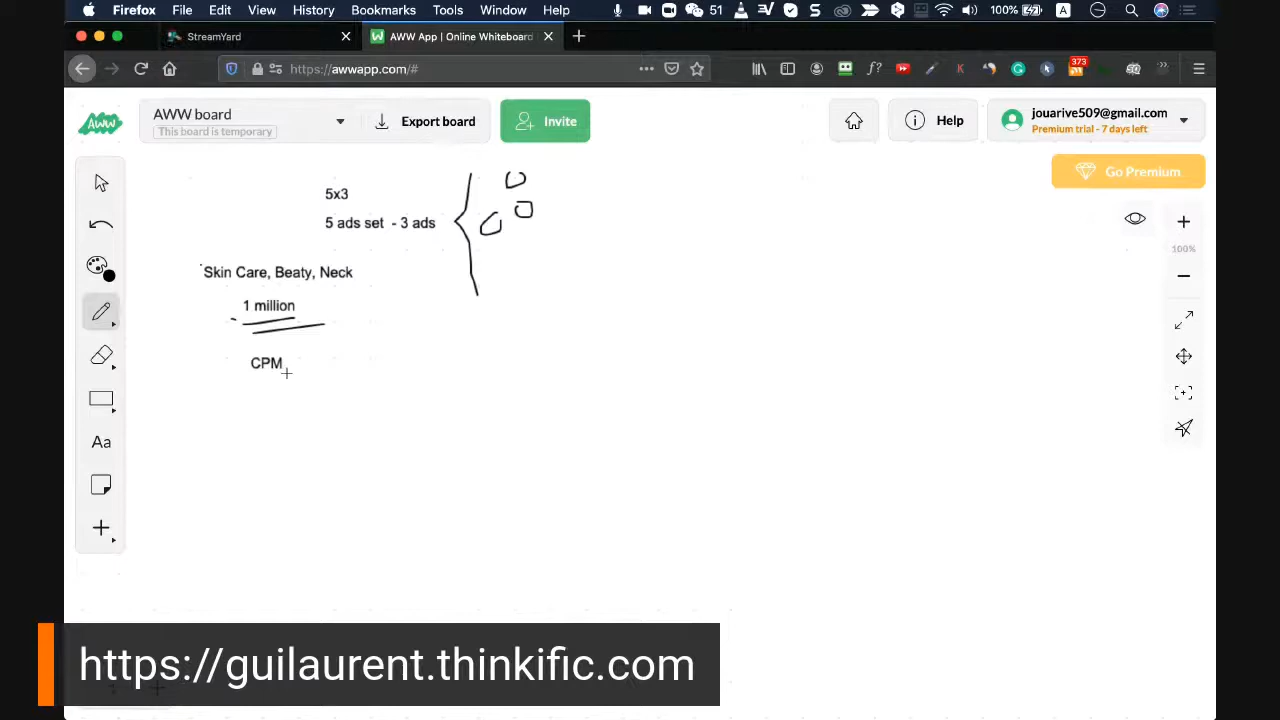 Firefox File Edit View History Bookmarks Tools Window Help 51 100% A
StreamYard AWW App | Online Whiteboard
https://awwapp.com/# 373
AWW AWW board Export board Invite Help jouarive509@gmail.com
This board is temporary Premium trial - 7 days left
Go Premium
5x3
5 ads set - 3 ads
100%
Skin Care, Beaty, Neck
1 million
CPM
Aa
https://guilaurent.thinkific.com